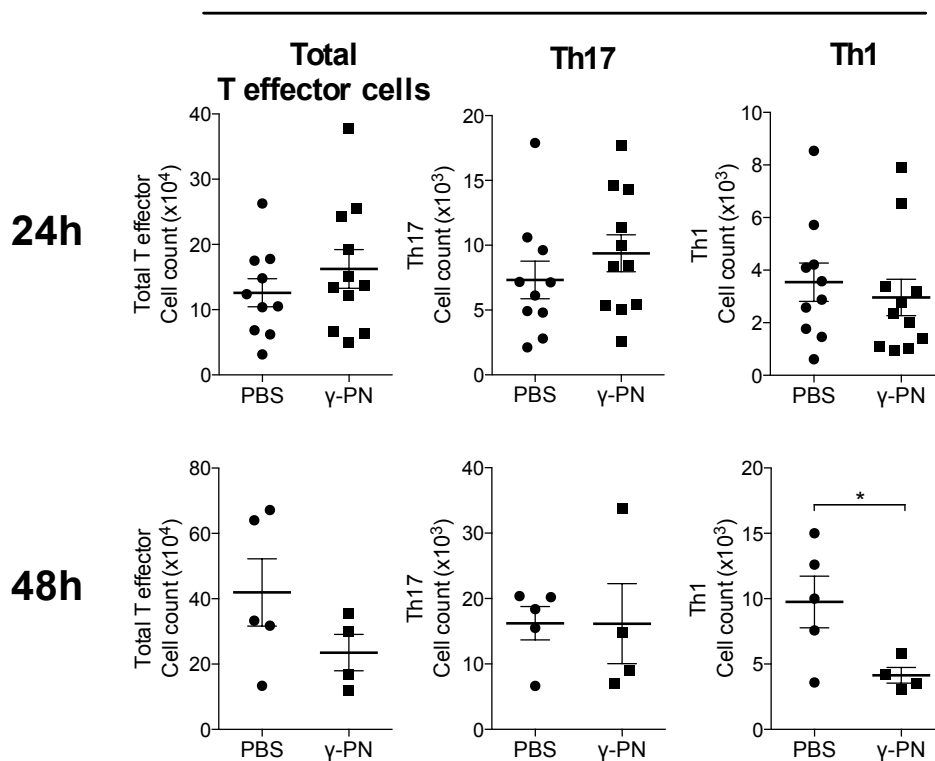 Total
T effector cells
Th17
Th1
24h
Total T effector
Cell count (x10⁴)
40
30
20
10
0
PBS
γ-PN
Th17
Cell count (x10³)
20
15
10
5
0
PBS
γ-PN
Th1
Cell count (x10³)
10
8
6
4
2
0
PBS
γ-PN
48h
Total T effector
Cell count (x10⁴)
80
60
40
20
0
PBS
γ-PN
Th17
Cell count (x10³)
40
30
20
10
0
PBS
γ-PN
Th1
Cell count (x10³)
20
15
10
5
0
*
PBS
γ-PN